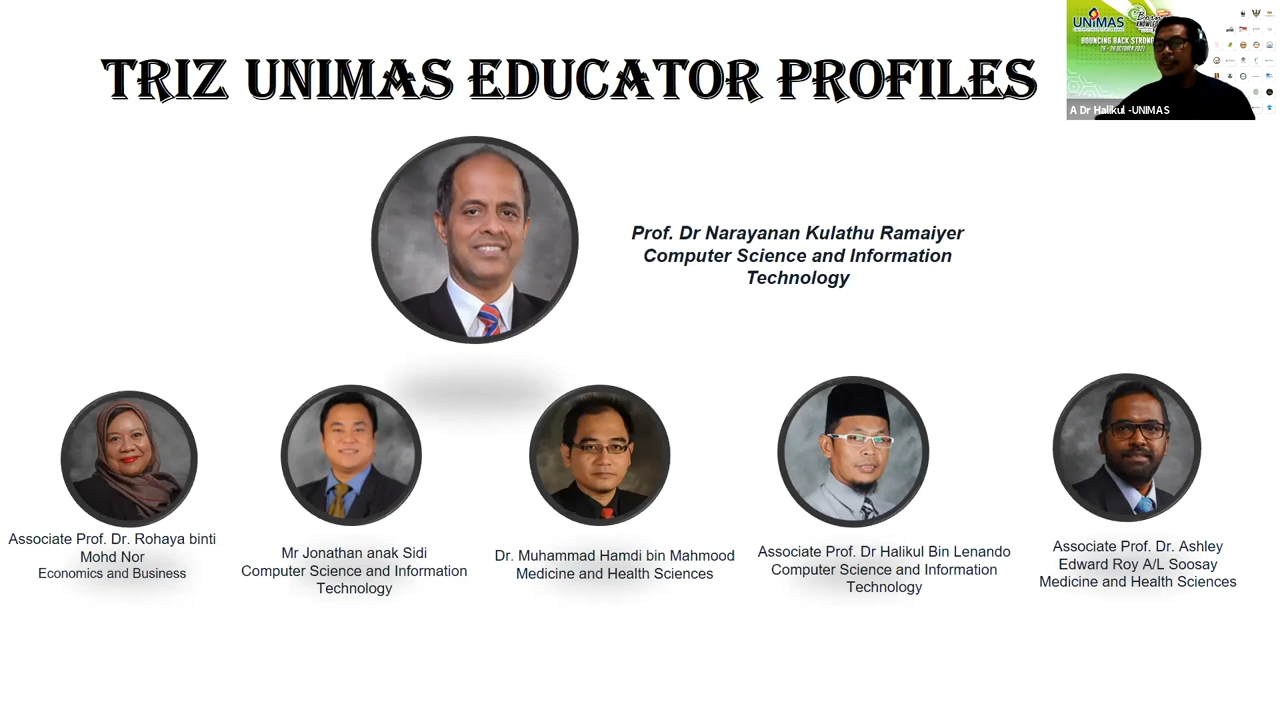 TRIZ UNIMAS EDUCATOR PROFILES
UNIMAS
Born
BOUNCING BACK STRONG
A Dr Halikul -UNIMAS
Prof. Dr Narayanan Kulathu Ramaiyer
Computer Science and Information
Technology
Associate Prof. Dr. Rohaya binti
Mohd Nor
Economics and Business
Mr Jonathan anak Sidi
Computer Science and Information
Technology
Dr. Muhammad Hamdi bin Mahmood
Medicine and Health Sciences
Associate Prof. Dr Halikul Bin Lenando
Computer Science and Information
Technology
Associate Prof. Dr. Ashley
Edward Roy A/L Soosay
Medicine and Health Sciences